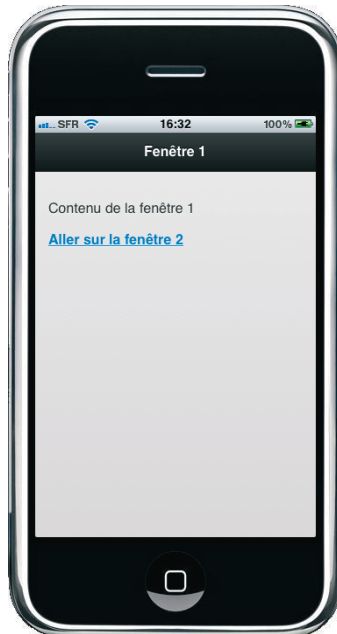 SFR 16:32 100%
Fenêtre 1
Contenu de la fenêtre 1
Aller sur la fenêtre 2